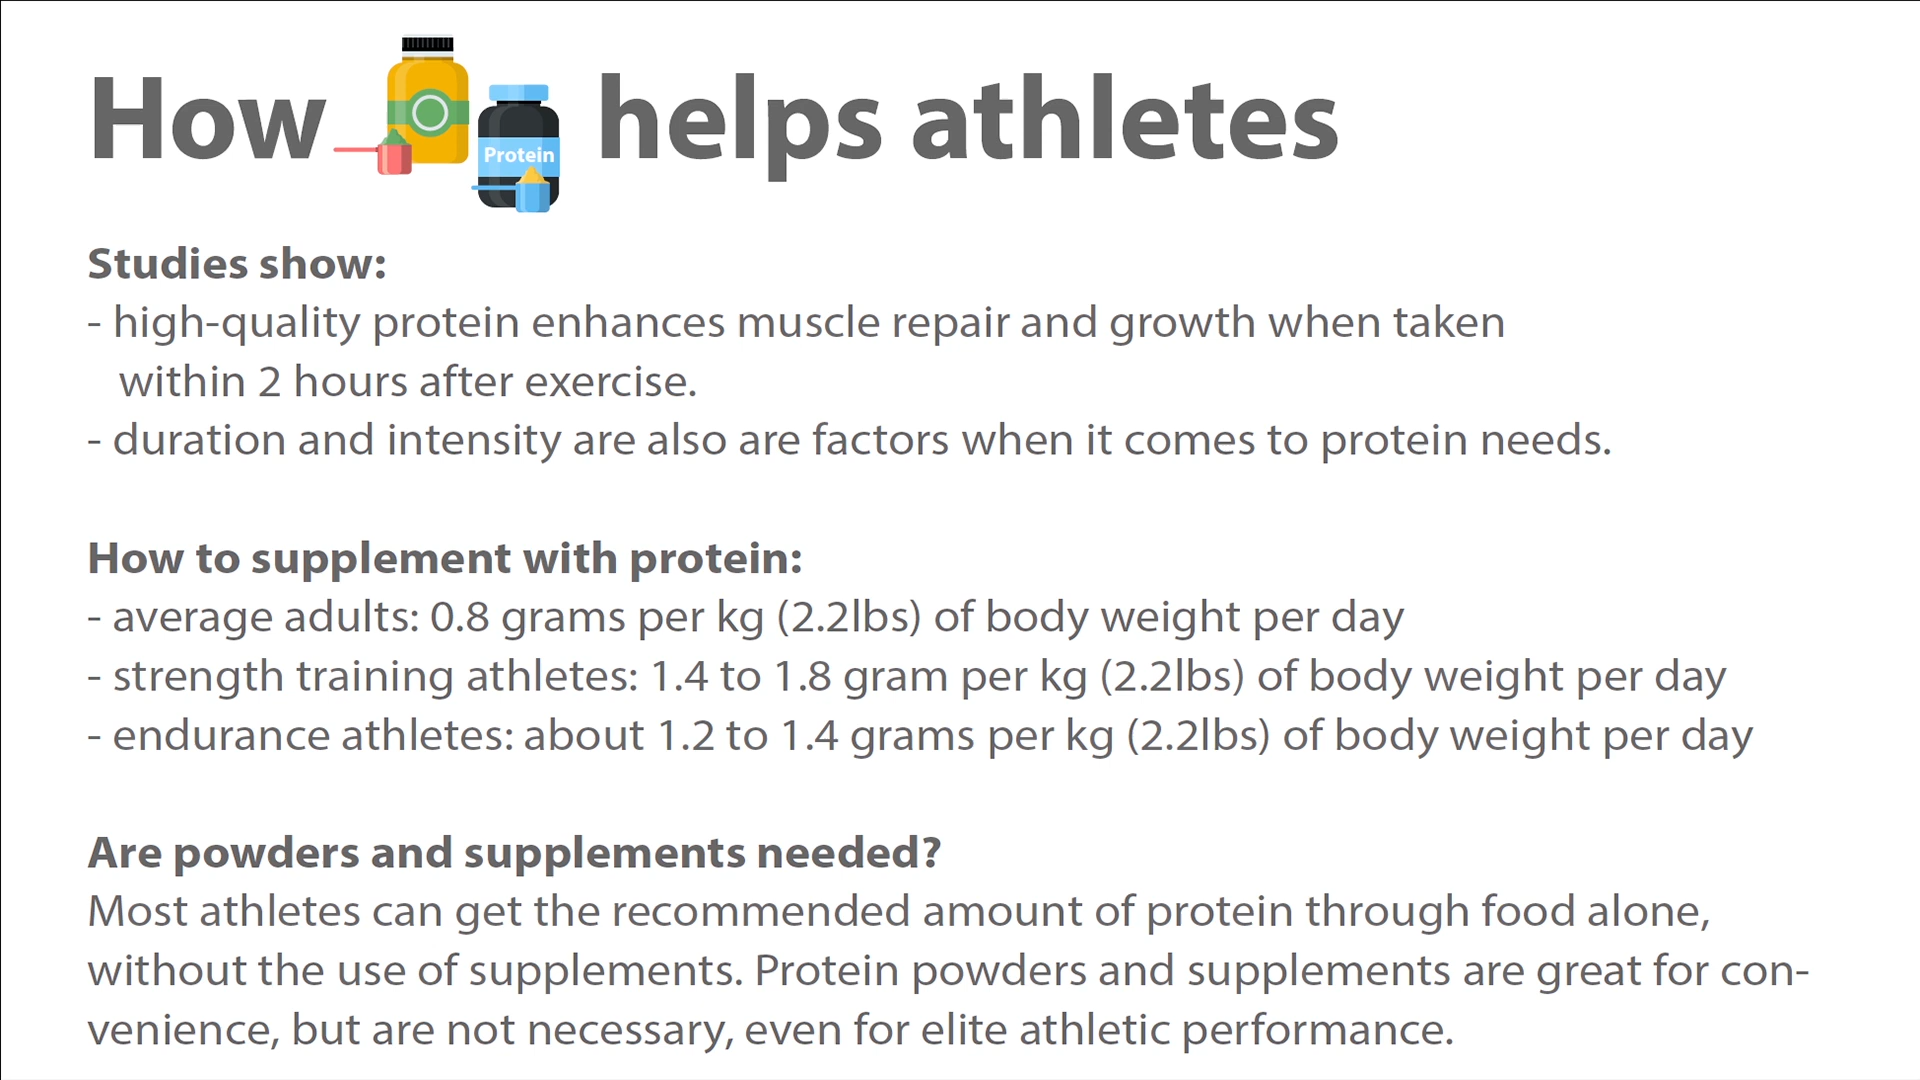 How Protein helps athletes
Studies show:
- high-quality protein enhances muscle repair and growth when taken
within 2 hours after exercise.
- duration and intensity are also are factors when it comes to protein needs.
How to supplement with protein:
- average adults: 0.8 grams per kg (2.2lbs) of body weight per day
- strength training athletes: 1.4 to 1.8 gram per kg (2.2lbs) of body weight per day
- endurance athletes: about 1.2 to 1.4 grams per kg (2.2lbs) of body weight per day
Are powders and supplements needed?
Most athletes can get the recommended amount of protein through food alone,
without the use of supplements. Protein powders and supplements are great for con-
venience, but are not necessary, even for elite athletic performance.